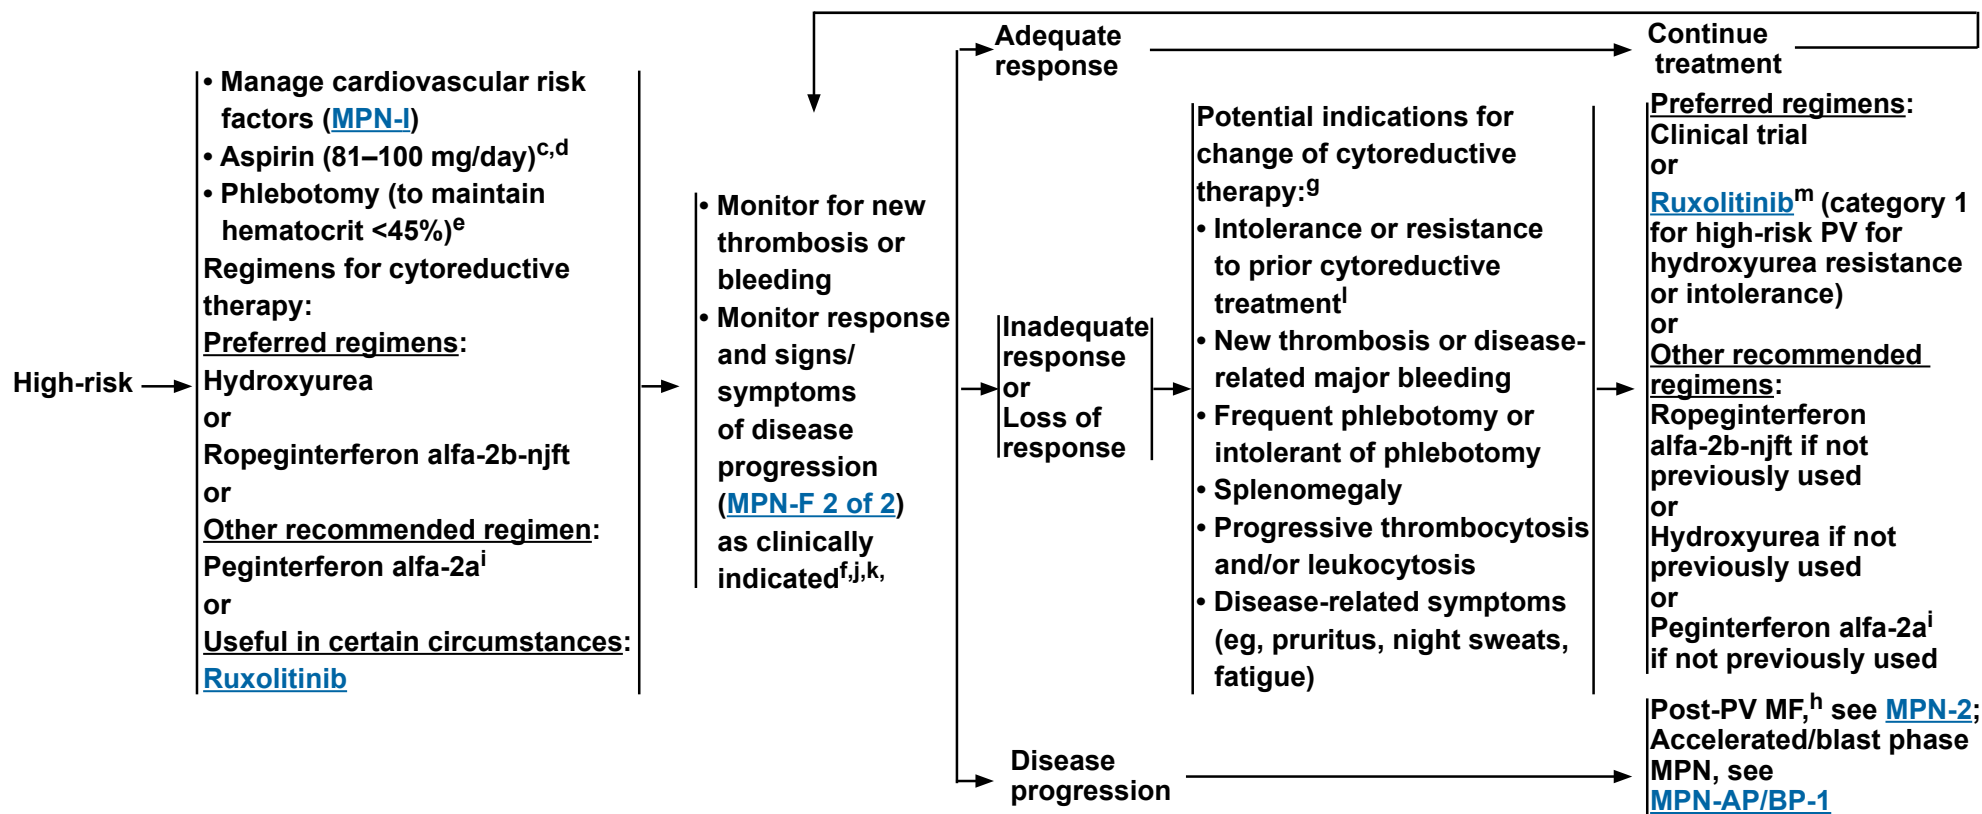 High-risk
• Manage cardiovascular risk
factors (MPN-I)
• Aspirin (81–100 mg/day)c,d
• Phlebotomy (to maintain
hematocrit <45%)e
Regimens for cytoreductive
therapy:
Preferred regimens:
Hydroxyurea
or
Ropeginterferon alfa-2b-njft
or
Other recommended regimen:
Peginterferon alfa-2ai
or
Useful in certain circumstances:
Ruxolitinib
• Monitor for new
thrombosis or
bleeding
• Monitor response
and signs/
symptoms
of disease
progression
(MPN-F 2 of 2)
as clinically
indicatedf,j,k,
Adequate
response
Continue
treatment
Inadequate
response
or
Loss of
response
Potential indications for
change of cytoreductive
therapy:g
• Intolerance or resistance
to prior cytoreductive
treatmentl
• New thrombosis or disease-
related major bleeding
• Frequent phlebotomy or
intolerant of phlebotomy
• Splenomegaly
• Progressive thrombocytosis
and/or leukocytosis
• Disease-related symptoms
(eg, pruritus, night sweats,
fatigue)
Preferred regimens:
Clinical trial
or
Ruxolitinibm (category 1
for high-risk PV for
hydroxyurea resistance
or intolerance)
or
Other recommended
regimens:
Ropeginterferon
alfa-2b-njft if not
previously used
or
Hydroxyurea if not
previously used
or
Peginterferon alfa-2ai
if not previously used
Disease
progression
Post-PV MF,h see MPN-2;
Accelerated/blast phase
MPN, see
MPN-AP/BP-1